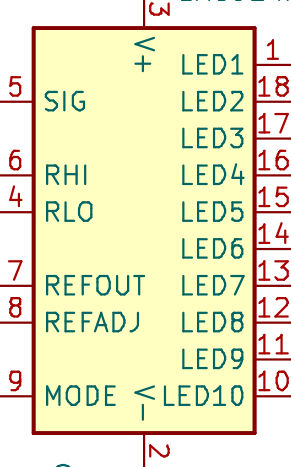 3
V+
LED1 1
5 SIG LED2 18
LED3 17
6 RHI LED4 16
4 RLO LED5 15
LED6 14
7 REFOUT LED7 13
8 REFADJ LED8 12
LED9 11
9 MODE V- LED10 10
2